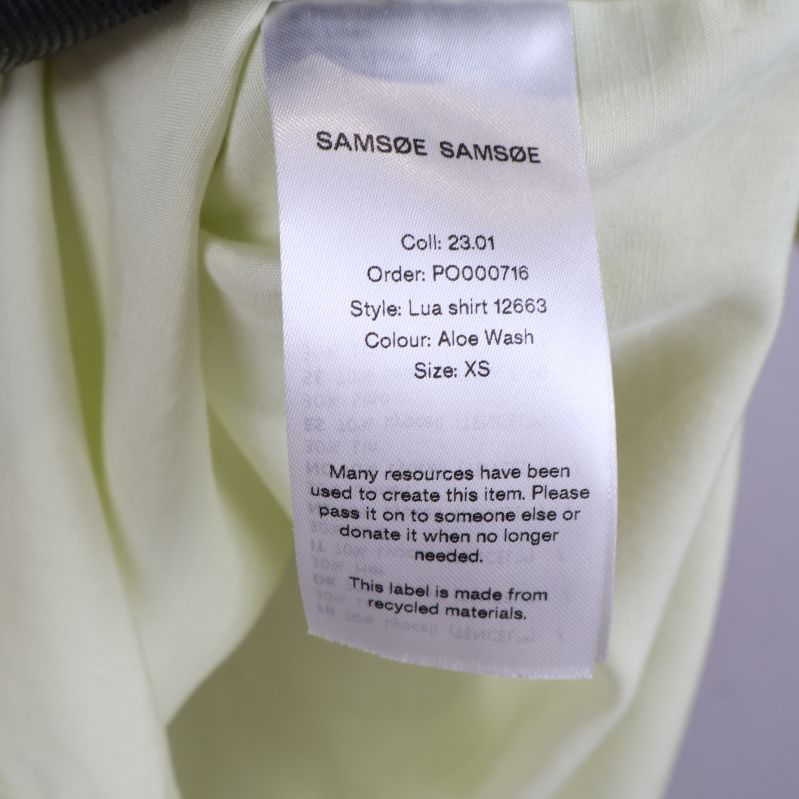 SAMSØE SAMSØE
Coll: 23.01
Order: PO000716
Style: Lua shirt 12663
Colour: Aloe Wash
Size: XS
Many resources have been
used to create this item. Please
pass it on to someone else or
donate it when no longer
needed.
This label is made from
recycled materials.